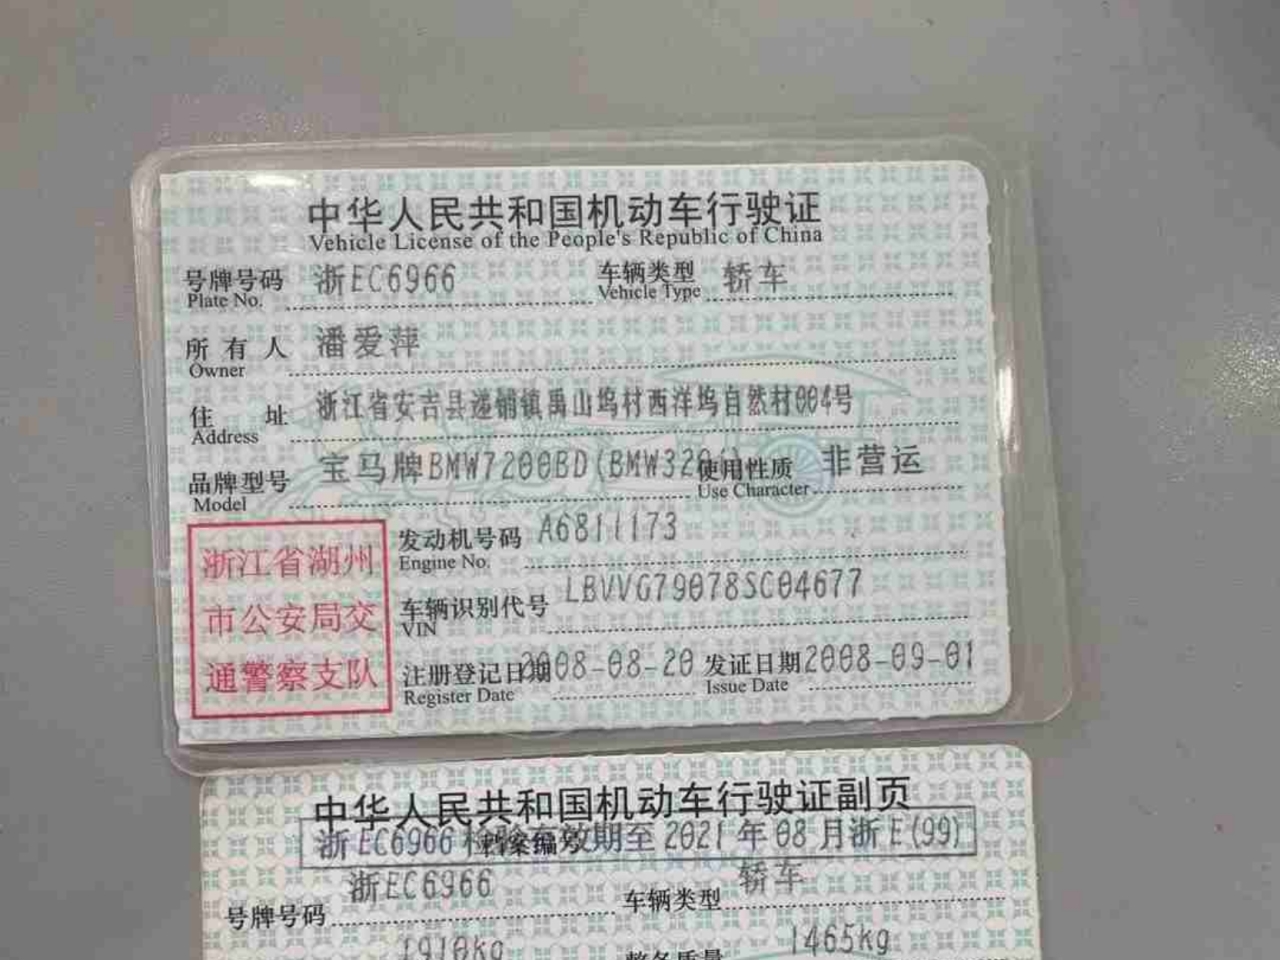 中华人民共和国机动车行驶证
Vehicle License of the People's Republic of China
号牌号码 浙EC6966 车辆类型 轿车
Plate No. Vehicle Type
所有人 潘爱萍
Owner
住址 浙江省安吉县递铺镇禹山坞村西洋坞自然村004号
Address
品牌型号 宝马牌BMW7200BD(BMW320i) 使用性质 非营运
Model Use Character
浙江省湖州
市公安局交
通警察支队
发动机号码 A6811173
Engine No.
车辆识别代号 LBVVG79078SC04677
VIN
注册登记日期 2008-08-20 发证日期 2008-09-01
Register Date Issue Date
中华人民共和国机动车行驶证副页
浙EC6966 检验有效期至 2021年08月浙E(99)
档案编号
号牌号码 浙EC6966 车辆类型 轿车
1910kg 整备质量 1465kg